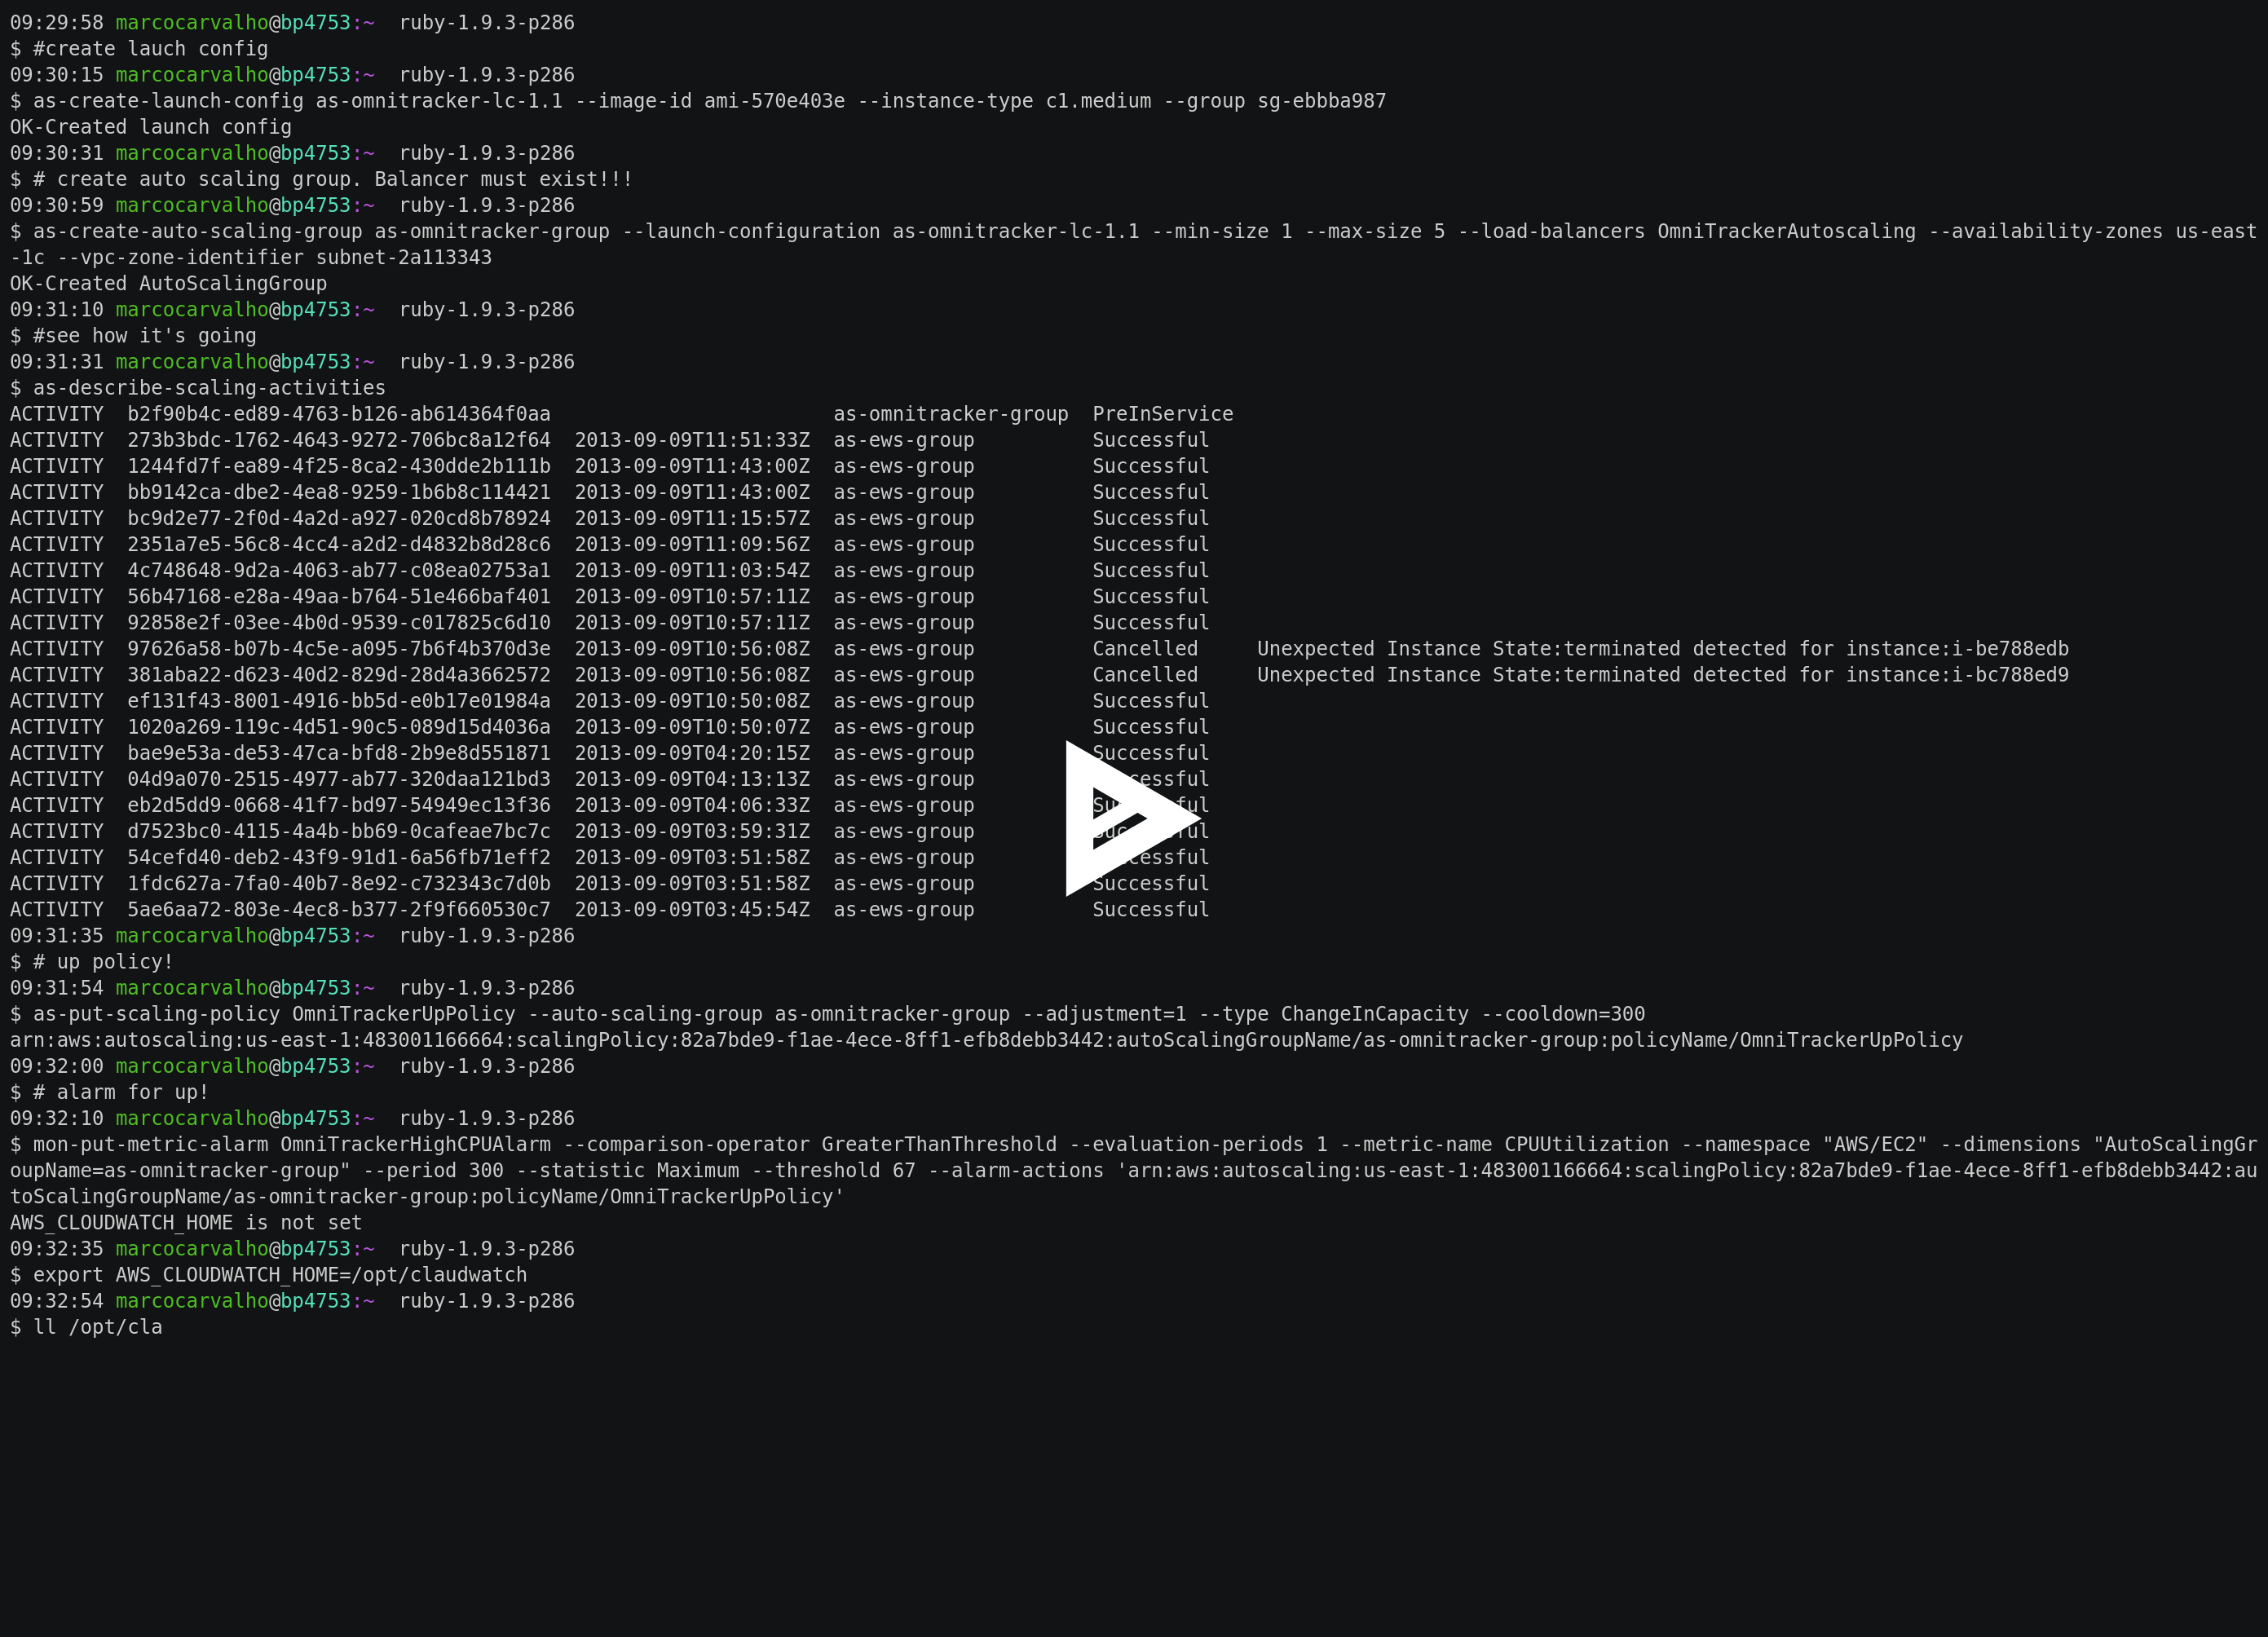 09:29:58 marcocarvalho@bp4753:~  ruby-1.9.3-p286
$ #create lauch config
09:30:15 marcocarvalho@bp4753:~  ruby-1.9.3-p286
$ as-create-launch-config as-omnitracker-lc-1.1 --image-id ami-570e403e --instance-type c1.medium --group sg-ebbba987
OK-Created launch config
09:30:31 marcocarvalho@bp4753:~  ruby-1.9.3-p286
$ # create auto scaling group. Balancer must exist!!!
09:30:59 marcocarvalho@bp4753:~  ruby-1.9.3-p286
$ as-create-auto-scaling-group as-omnitracker-group --launch-configuration as-omnitracker-lc-1.1 --min-size 1 --max-size 5 --load-balancers OmniTrackerAutoscaling --availability-zones us-east
-1c --vpc-zone-identifier subnet-2a113343
OK-Created AutoScalingGroup
09:31:10 marcocarvalho@bp4753:~  ruby-1.9.3-p286
$ #see how it's going
09:31:31 marcocarvalho@bp4753:~  ruby-1.9.3-p286
$ as-describe-scaling-activities
ACTIVITY  b2f90b4c-ed89-4763-b126-ab614364f0aa                        as-omnitracker-group  PreInService
ACTIVITY  273b3bdc-1762-4643-9272-706bc8a12f64  2013-09-09T11:51:33Z  as-ews-group          Successful
ACTIVITY  1244fd7f-ea89-4f25-8ca2-430dde2b111b  2013-09-09T11:43:00Z  as-ews-group          Successful
ACTIVITY  bb9142ca-dbe2-4ea8-9259-1b6b8c114421  2013-09-09T11:43:00Z  as-ews-group          Successful
ACTIVITY  bc9d2e77-2f0d-4a2d-a927-020cd8b78924  2013-09-09T11:15:57Z  as-ews-group          Successful
ACTIVITY  2351a7e5-56c8-4cc4-a2d2-d4832b8d28c6  2013-09-09T11:09:56Z  as-ews-group          Successful
ACTIVITY  4c748648-9d2a-4063-ab77-c08ea02753a1  2013-09-09T11:03:54Z  as-ews-group          Successful
ACTIVITY  56b47168-e28a-49aa-b764-51e466baf401  2013-09-09T10:57:11Z  as-ews-group          Successful
ACTIVITY  92858e2f-03ee-4b0d-9539-c017825c6d10  2013-09-09T10:57:11Z  as-ews-group          Successful
ACTIVITY  97626a58-b07b-4c5e-a095-7b6f4b370d3e  2013-09-09T10:56:08Z  as-ews-group          Cancelled     Unexpected Instance State:terminated detected for instance:i-be788edb
ACTIVITY  381aba22-d623-40d2-829d-28d4a3662572  2013-09-09T10:56:08Z  as-ews-group          Cancelled     Unexpected Instance State:terminated detected for instance:i-bc788ed9
ACTIVITY  ef131f43-8001-4916-bb5d-e0b17e01984a  2013-09-09T10:50:08Z  as-ews-group          Successful
ACTIVITY  1020a269-119c-4d51-90c5-089d15d4036a  2013-09-09T10:50:07Z  as-ews-group          Successful
ACTIVITY  bae9e53a-de53-47ca-bfd8-2b9e8d551871  2013-09-09T04:20:15Z  as-ews-group          Successful
ACTIVITY  04d9a070-2515-4977-ab77-320daa121bd3  2013-09-09T04:13:13Z  as-ews-group          Successful
ACTIVITY  eb2d5dd9-0668-41f7-bd97-54949ec13f36  2013-09-09T04:06:33Z  as-ews-group          Successful
ACTIVITY  d7523bc0-4115-4a4b-bb69-0cafeae7bc7c  2013-09-09T03:59:31Z  as-ews-group          Successful
ACTIVITY  54cefd40-deb2-43f9-91d1-6a56fb71eff2  2013-09-09T03:51:58Z  as-ews-group          Successful
ACTIVITY  1fdc627a-7fa0-40b7-8e92-c732343c7d0b  2013-09-09T03:51:58Z  as-ews-group          Successful
ACTIVITY  5ae6aa72-803e-4ec8-b377-2f9f660530c7  2013-09-09T03:45:54Z  as-ews-group          Successful
09:31:35 marcocarvalho@bp4753:~  ruby-1.9.3-p286
$ # up policy!
09:31:54 marcocarvalho@bp4753:~  ruby-1.9.3-p286
$ as-put-scaling-policy OmniTrackerUpPolicy --auto-scaling-group as-omnitracker-group --adjustment=1 --type ChangeInCapacity --cooldown=300
arn:aws:autoscaling:us-east-1:483001166664:scalingPolicy:82a7bde9-f1ae-4ece-8ff1-efb8debb3442:autoScalingGroupName/as-omnitracker-group:policyName/OmniTrackerUpPolicy
09:32:00 marcocarvalho@bp4753:~  ruby-1.9.3-p286
$ # alarm for up!
09:32:10 marcocarvalho@bp4753:~  ruby-1.9.3-p286
$ mon-put-metric-alarm OmniTrackerHighCPUAlarm --comparison-operator GreaterThanThreshold --evaluation-periods 1 --metric-name CPUUtilization --namespace "AWS/EC2" --dimensions "AutoScalingGr
oupName=as-omnitracker-group" --period 300 --statistic Maximum --threshold 67 --alarm-actions 'arn:aws:autoscaling:us-east-1:483001166664:scalingPolicy:82a7bde9-f1ae-4ece-8ff1-efb8debb3442:au
toScalingGroupName/as-omnitracker-group:policyName/OmniTrackerUpPolicy'
AWS_CLOUDWATCH_HOME is not set
09:32:35 marcocarvalho@bp4753:~  ruby-1.9.3-p286
$ export AWS_CLOUDWATCH_HOME=/opt/claudwatch
09:32:54 marcocarvalho@bp4753:~  ruby-1.9.3-p286
$ ll /opt/cla